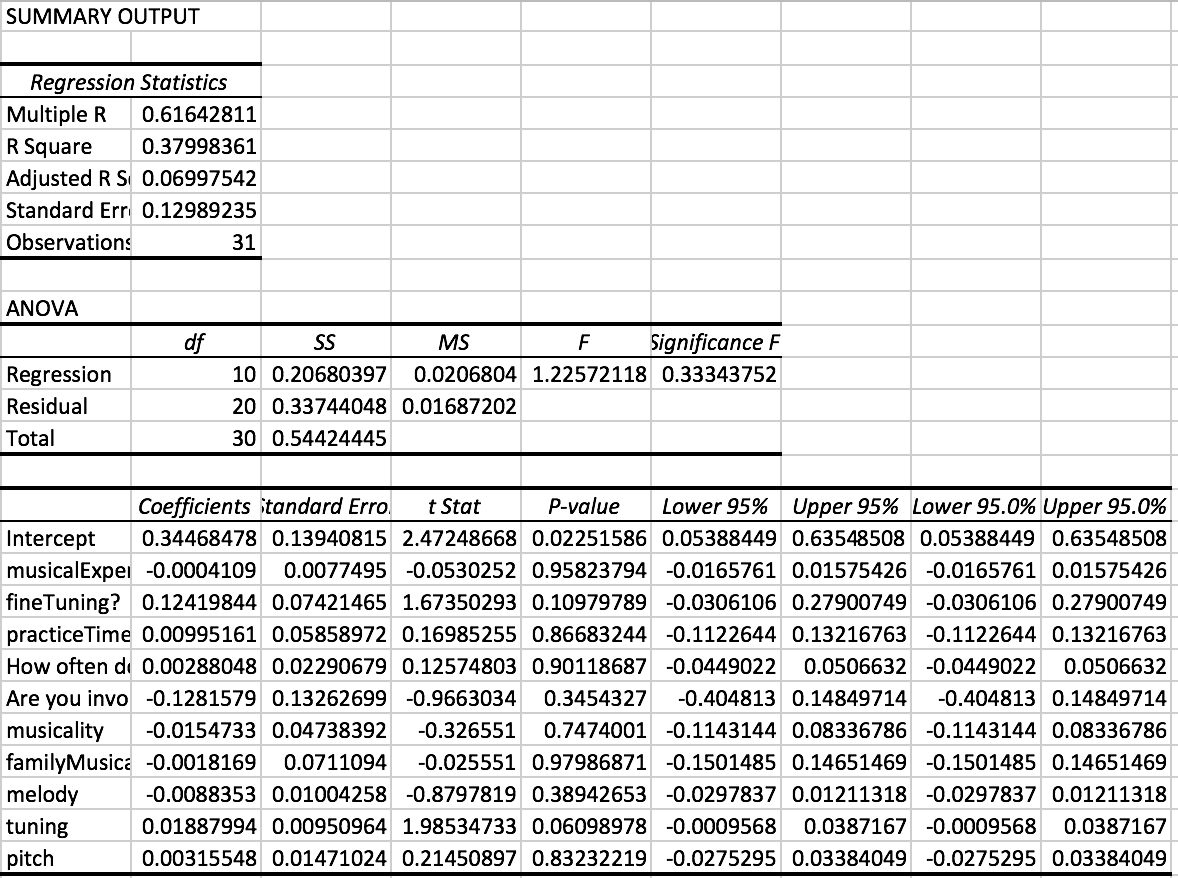 SUMMARY OUTPUT
Regression Statistics
Multiple R 0.61642811
R Square 0.37998361
Adjusted R S 0.06997542
Standard Err 0.12989235
Observations 31
ANOVA
df SS MS F Significance F
Regression 10 0.20680397 0.0206804 1.22572118 0.33343752
Residual 20 0.33744048 0.01687202
Total 30 0.54424445
Coefficients Standard Erro t Stat P-value Lower 95% Upper 95% Lower 95.0% Upper 95.0%
Intercept 0.34468478 0.13940815 2.47248668 0.02251586 0.05388449 0.63548508 0.05388449 0.63548508
musicalExper -0.0004109 0.0077495 -0.0530252 0.95823794 -0.0165761 0.01575426 -0.0165761 0.01575426
fineTuning? 0.12419844 0.07421465 1.67350293 0.10979789 -0.0306106 0.27900749 -0.0306106 0.27900749
practiceTime 0.00995161 0.05858972 0.16985255 0.86683244 -0.1122644 0.13216763 -0.1122644 0.13216763
How often d 0.00288048 0.02290679 0.12574803 0.90118687 -0.0449022 0.0506632 -0.0449022 0.0506632
Are you invo -0.1281579 0.13262699 -0.9663034 0.3454327 -0.404813 0.14849714 -0.404813 0.14849714
musicality -0.0154733 0.04738392 -0.326551 0.7474001 -0.1143144 0.08336786 -0.1143144 0.08336786
familyMusica -0.0018169 0.0711094 -0.025551 0.97986871 -0.1501485 0.14651469 -0.1501485 0.14651469
melody -0.0088353 0.01004258 -0.8797819 0.38942653 -0.0297837 0.01211318 -0.0297837 0.01211318
tuning 0.01887994 0.00950964 1.98534733 0.06098978 -0.0009568 0.0387167 -0.0009568 0.0387167
pitch 0.00315548 0.01471024 0.21450897 0.83232219 -0.0275295 0.03384049 -0.0275295 0.03384049